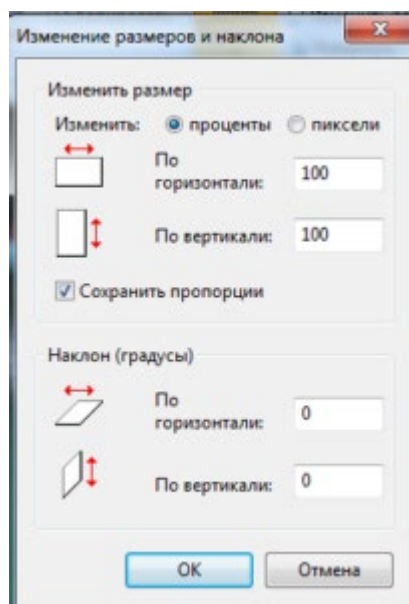 Изменение размеров и наклона
Изменить размер
Изменить: проценты пиксели
По
горизонтали: 100
По вертикали: 100
Сохранить пропорции
Наклон (градусы)
По
горизонтали: 0
По вертикали: 0
ОК Отмена